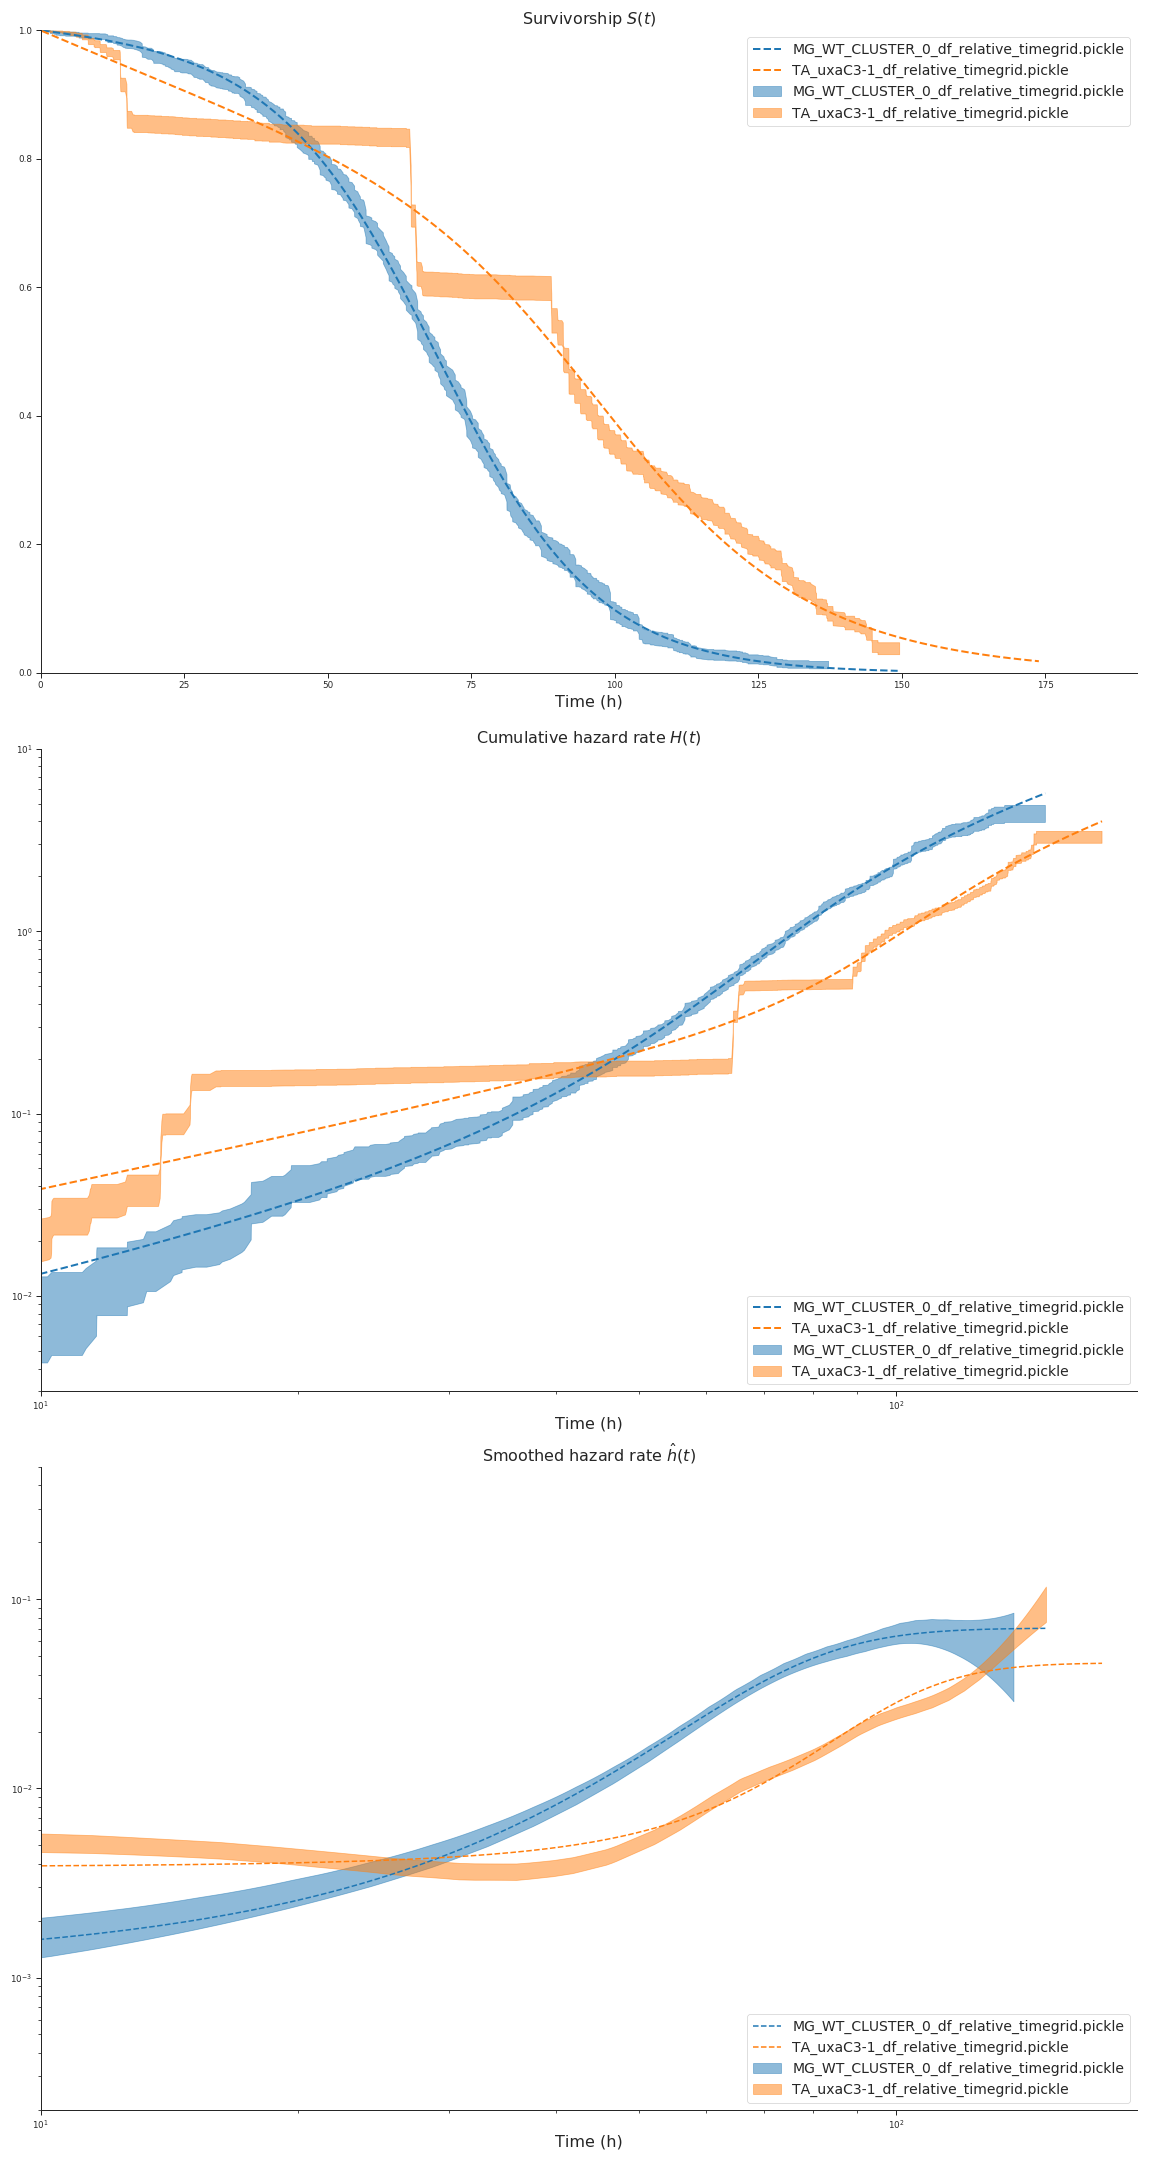 Survivorship S(t)
1.0
0.8
0.6
0.4
0.2
0.0
MG_WT_CLUSTER_0_df_relative_timegrid.pickle
TA_uxaC3-1_df_relative_timegrid.pickle
MG_WT_CLUSTER_0_df_relative_timegrid.pickle
TA_uxaC3-1_df_relative_timegrid.pickle
0 25 50 75 100 125 150 175
Time (h)
Cumulative hazard rate H(t)
10¹
10⁰
10⁻¹
10⁻²
MG_WT_CLUSTER_0_df_relative_timegrid.pickle
TA_uxaC3-1_df_relative_timegrid.pickle
MG_WT_CLUSTER_0_df_relative_timegrid.pickle
TA_uxaC3-1_df_relative_timegrid.pickle
10¹ 10²
Time (h)
Smoothed hazard rate ĥ(t)
10⁻¹
10⁻²
10⁻³
MG_WT_CLUSTER_0_df_relative_timegrid.pickle
TA_uxaC3-1_df_relative_timegrid.pickle
MG_WT_CLUSTER_0_df_relative_timegrid.pickle
TA_uxaC3-1_df_relative_timegrid.pickle
10¹ 10²
Time (h)